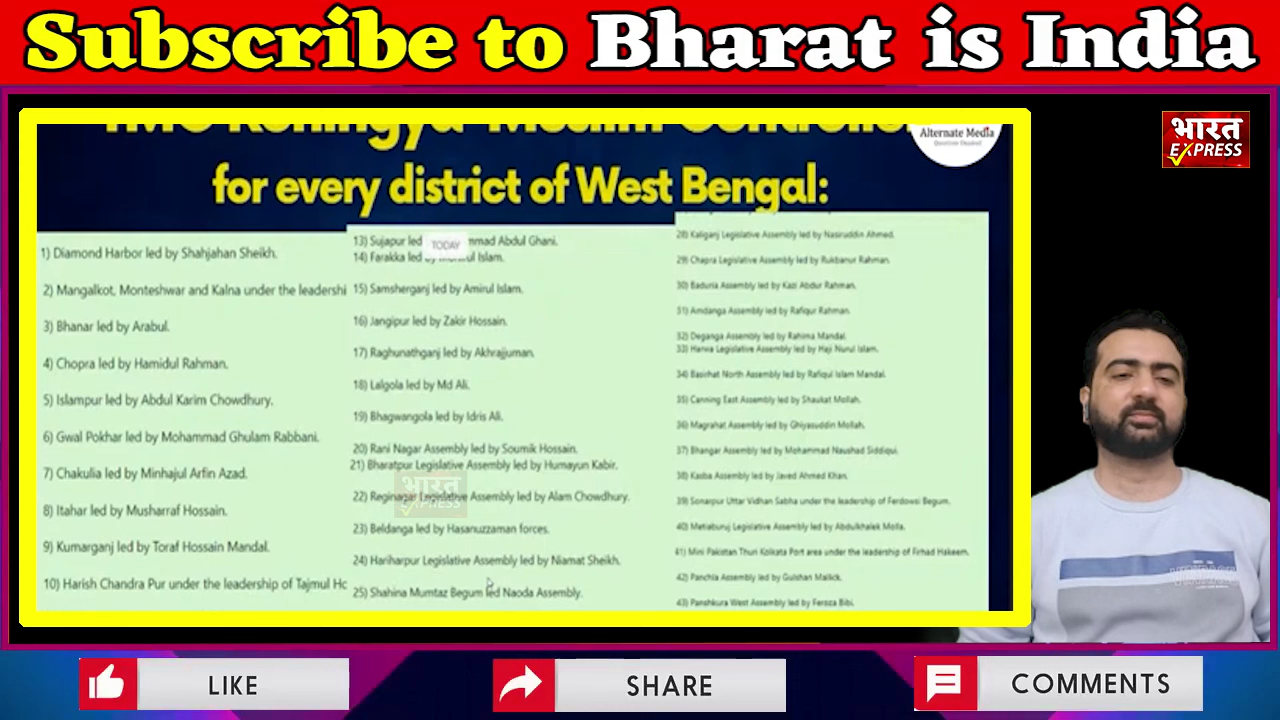 Subscribe to Bharat is India
भारत
EXPRESS
Alternate Media
for every district of West Bengal:
1) Diamond Harbor led by Shahjahan Sheikh.
2) Mangalkot, Monteshwar and Kalna under the leadershi
3) Bhanar led by Arabul.
4) Chopra led by Hamidul Rahman.
5) Islampur led by Abdul Karim Chowdhury.
6) Gwal Pokhar led by Mohammad Ghulam Rabbani.
7) Chakulia led by Minhajul Arfin Azad.
8) Itahar led by Musharraf Hossain.
9) Kumarganj led by Toraf Hossain Mandal.
10) Harish Chandra Pur under the leadership of Tajmul Ho
13) Sujapur led mmad Abdul Ghani.
TODAY
14) Farakka led by Islam.
15) Samsherganj led by Amirul Islam.
16) Jangipur led by Zakir Hossain.
17) Raghunathganj led by Akhrajjuman.
18) Lalgola led by Md Ali.
19) Bhagwangola led by Idris Ali.
20) Rani Nagar Assembly led by Soumik Hossain.
21) Bharatpur Legislative Assembly led by Humayun Kabir.
22) Reginagar Legislative Assembly led by Alam Chowdhury.
23) Beldanga led by Hasanuzzaman forces.
24) Hariharpur Legislative Assembly led by Niamat Sheikh.
25) Shahina Mumtaz Begum led Naoda Assembly.
भारत
EXPRESS
28) Kaliganj Legislative Assembly led by Nasiruddin Ahmed.
29) Chapra Legislative Assembly led by Rukbanur Rahman.
30) Baduria Assembly led by Kazi Abdur Rahman.
31) Amdanga Assembly led by Rafiqur Rahman.
32) Deganga Assembly led by Rahima Mandal.
33) Harwa Legislative Assembly led by Haji Nurul Islam.
34) Basirhat North Assembly led by Rafiqul Islam Mandal.
35) Canning East Assembly led by Shaukat Mollah.
36) Magrahat Assembly led by Ghiyasuddin Mollah.
37) Bhangar Assembly led by Mohammad Naushad Siddiqui.
38) Kasba Assembly led by Javed Ahmed Khan.
39) Sonarpur Uttar Vidhan Sabha under the leadership of Ferdowsi Begum.
40) Metiaburuj Legislative Assembly led by Abdulkhalek Molla.
41) Mini Pakistan Thuri Kolkata Port area under the leadership of Firhad Hakeem.
42) Panchla Assembly led by Gulshan Mallick.
43) Panshkura West Assembly led by Feroza Bibi.
LIKE
SHARE
COMMENTS